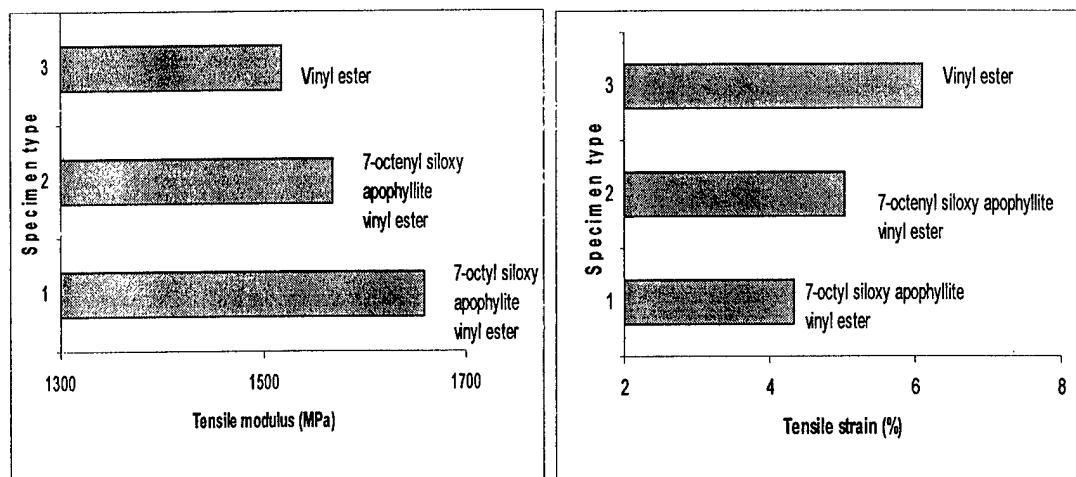 Specimen type
3
2
1
Vinyl ester
7-octenyl siloxy
apophyllite
vinyl ester
7-octyl siloxy
apophylite
vinyl ester
1300
1500
1700
Tensile modulus (MPa)
Specimen type
3
2
1
Vinyl ester
7-octenyl siloxy apophyllite
vinyl ester
7-octyl siloxy apophyllite
vinyl ester
2
4
6
8
Tensile strain (%)